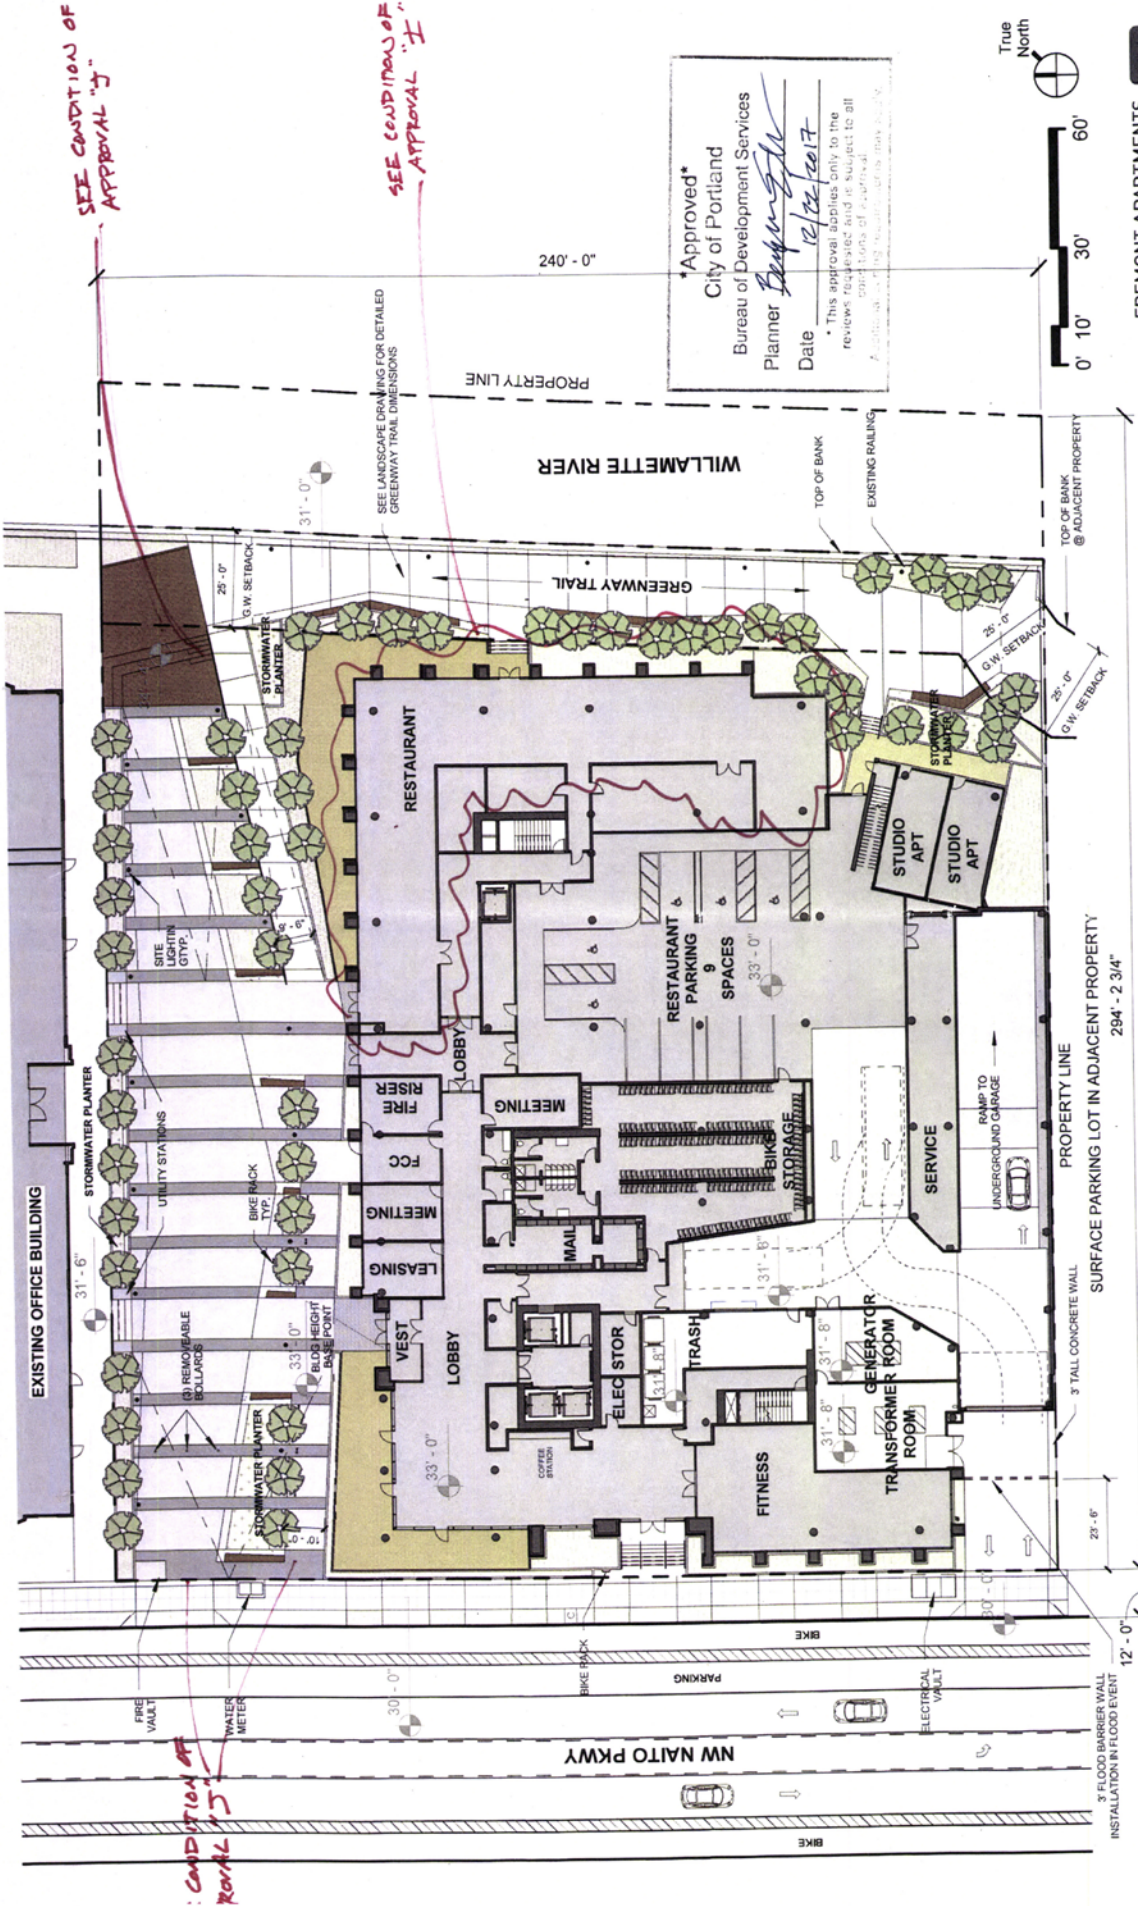 SEE CONDITION OF
APPROVAL "J"
SEE CONDITION OF
APPROVAL "I"
: CONDITION OF
ROVAL "J"
*Approved*
City of Portland
Bureau of Development Services
Planner
Date 12/22/2017
* This approval applies only to the
reviews requested and is subject to all
conditions of approval.
True
North
0' 10' 30' 60'
FREMONT APARTMENTS
240' - 0"
PROPERTY LINE
SEE LANDSCAPE DRAWING FOR DETAILED
GREENWAY TRAIL DIMENSIONS
WILLAMETTE RIVER
31' - 0"
TOP OF BANK
EXISTING RAILING
TOP OF BANK
@ ADJACENT PROPERTY
25' - 0"
G.W. SETBACK
GREENWAY TRAIL
25' - 0"
G.W. SETBACK
25' - 0"
G.W. SETBACK
STORMWATER
PLANTER
STORMWATER
PLANTER
RESTAURANT
STUDIO
APT
STUDIO
APT
SITE
LIGHTIN
GTYP.
RESTAURANT
PARKING
9
SPACES
33' - 0"
EXISTING OFFICE BUILDING
STORMWATER PLANTER
UTILITY STATIONS
BIKE RACK
TYP.
31' - 6"
(3) REMOVEABLE
BOLLARDS
33' - 0"
BLDG HEIGHT
BASE POINT
STORMWATER PLANTER
10' - 0"
FIRE
RISER
FCC
MEETING
LEASING
VEST
LOBBY
MEETING
LOBBY
MAIL
BIKE
STORAGE
SERVICE
RAMP TO
UNDERGROUND GARAGE
31' - 8"
ELEC STOR
TRASH
31' - 8"
31' - 8"
GENERATOR
ROOM
31' - 8"
TRANSFORMER
ROOM
33' - 0"
COFFEE
STATION
FITNESS
PROPERTY LINE
SURFACE PARKING LOT IN ADJACENT PROPERTY
294' - 2 3/4"
3' TALL CONCRETE WALL
23' - 6"
12' - 0"
3' FLOOD BARRIER WALL
INSTALLATION IN FLOOD EVENT
FIRE
VAULT
WATER
METER
30' - 0"
BIKE RACK
ELECTRICAL
VAULT
30' - 0"
BIKE
PARKING
NW NAITO PKWY
BIKE